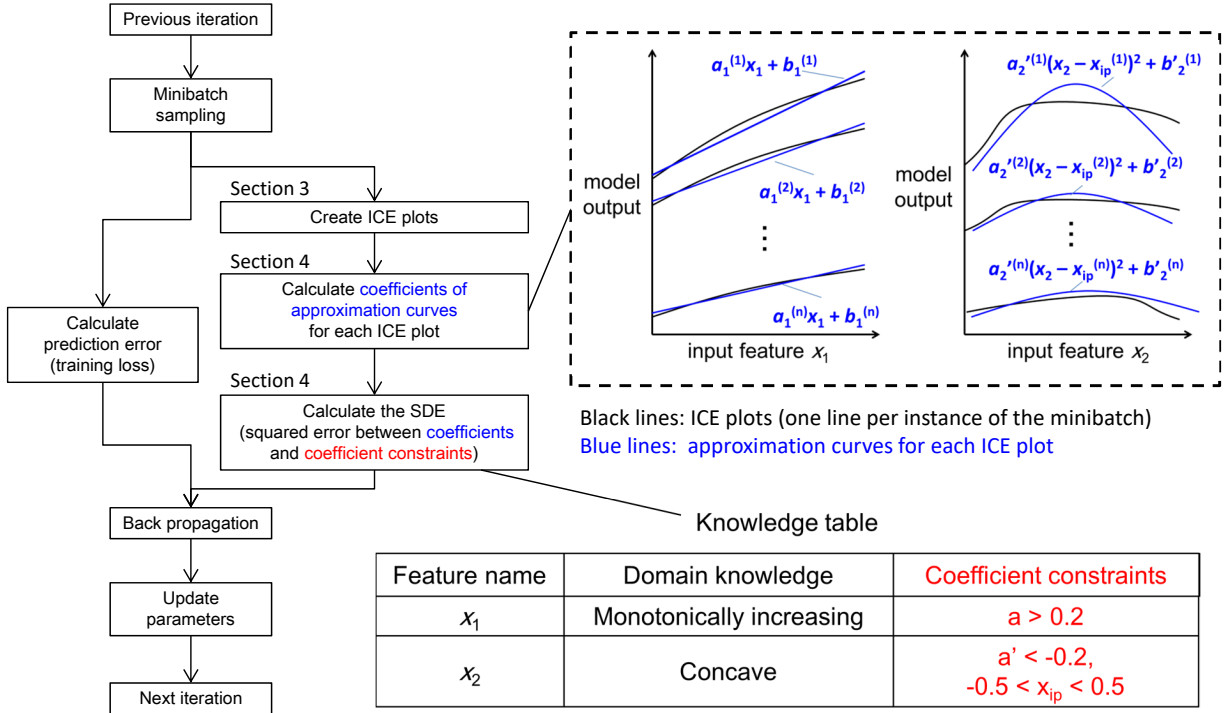 Previous iteration
Minibatch
sampling
Section 3
Create ICE plots
Section 4
Calculate coefficients of
approximation curves
for each ICE plot
Calculate
prediction error
(training loss)
Section 4
Calculate the SDE
(squared error between coefficients
and coefficient constraints)
Back propagation
Update
parameters
Next iteration
a₁⁽¹⁾x₁ + b₁⁽¹⁾
model
output
a₁⁽²⁾x₁ + b₁⁽²⁾
⋮
a₁⁽ⁿ⁾x₁ + b₁⁽ⁿ⁾
input feature x₁
a₂'⁽¹⁾(x₂ – xᵢₚ⁽¹⁾)² + b'₂⁽¹⁾
model
output
a₂'⁽²⁾(x₂ – xᵢₚ⁽²⁾)² + b'₂⁽²⁾
⋮
a₂'⁽ⁿ⁾(x₂ – xᵢₚ⁽ⁿ⁾)² + b'₂⁽ⁿ⁾
input feature x₂
Black lines: ICE plots (one line per instance of the minibatch)
Blue lines: approximation curves for each ICE plot
Knowledge table
Feature name Domain knowledge Coefficient constraints
x₁ Monotonically increasing a > 0.2
x₂ Concave a' < -0.2,
-0.5 < xᵢₚ < 0.5